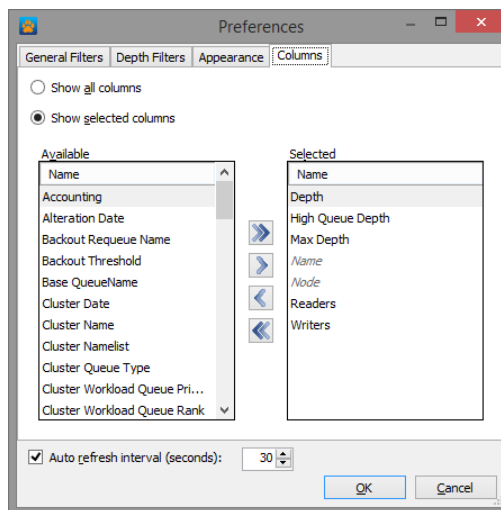 Preferences
General Filters Depth Filters Appearance Columns
Show all columns
Show selected columns
Available
Name
Accounting
Alteration Date
Backout Requeue Name
Backout Threshold
Base QueueName
Cluster Date
Cluster Name
Cluster Namelist
Cluster Queue Type
Cluster Workload Queue Pri...
Cluster Workload Queue Rank
Selected
Name
Depth
High Queue Depth
Max Depth
Name
Node
Readers
Writers
Auto refresh interval (seconds): 30
OK Cancel